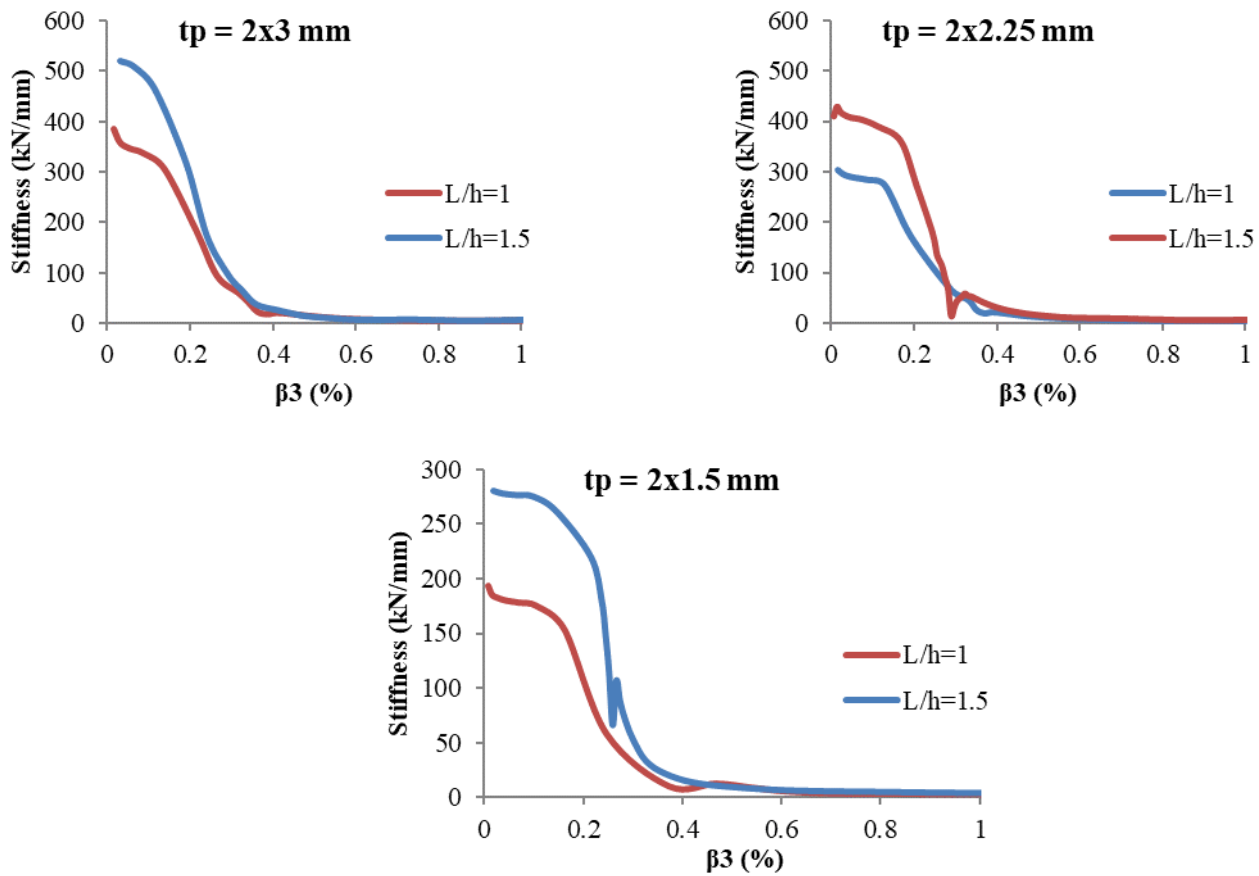 tp = 2x3 mm
Stiffness (kN/mm)
600
500
400
300
200
100
0
0 0.2 0.4 0.6 0.8 1
β3 (%)
L/h=1
L/h=1.5
tp = 2x2.25 mm
Stiffness (kN/mm)
600
500
400
300
200
100
0
0 0.2 0.4 0.6 0.8 1
β3 (%)
L/h=1
L/h=1.5
tp = 2x1.5 mm
Stiffness (kN/mm)
300
250
200
150
100
50
0
0 0.2 0.4 0.6 0.8 1
β3 (%)
L/h=1
L/h=1.5